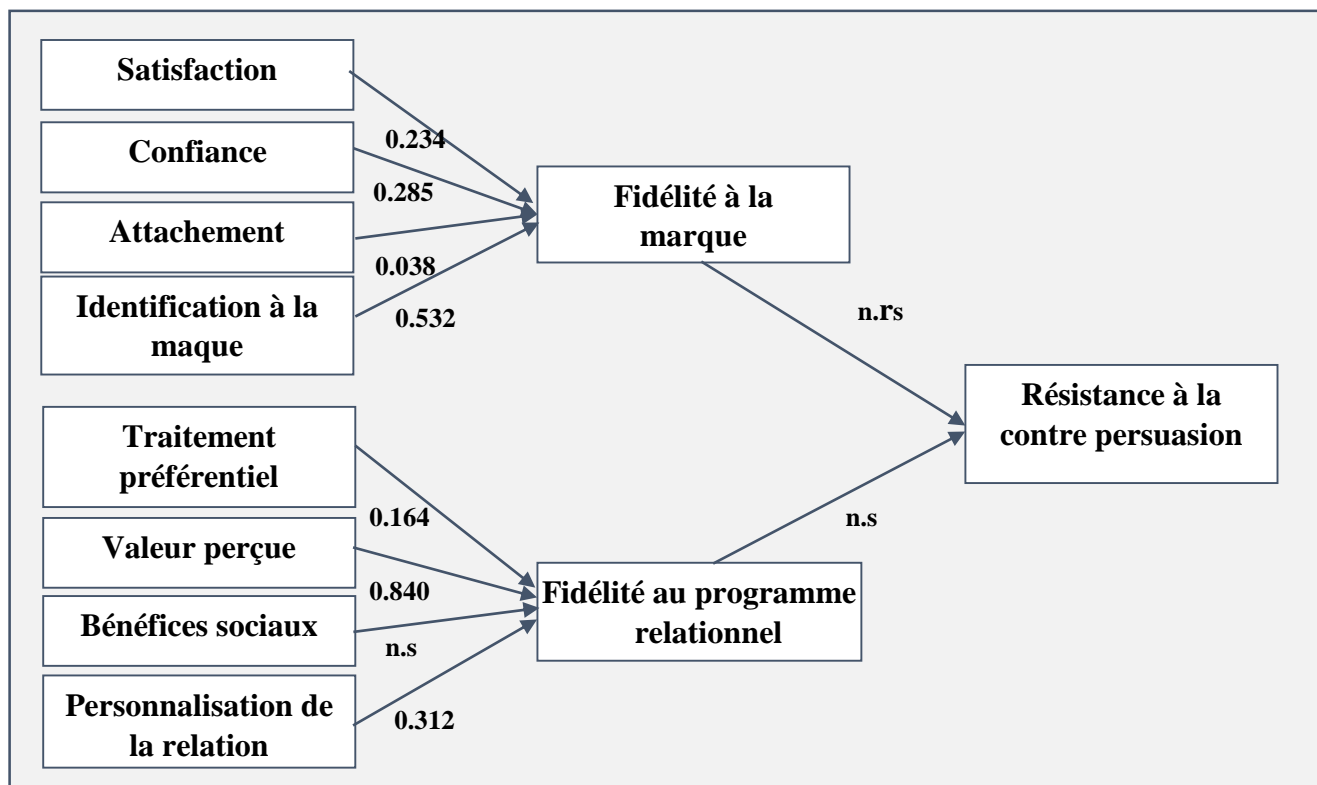 Satisfaction
0.234
Confiance
0.285
Attachement
0.038
Identification à la
maque
0.532
Fidélité à la
marque
n.rs
Traitement
préférentiel
0.164
Valeur perçue
0.840
Bénéfices sociaux
n.s
Personnalisation de
la relation
0.312
Fidélité au programme
relationnel
n.s
Résistance à la
contre persuasion